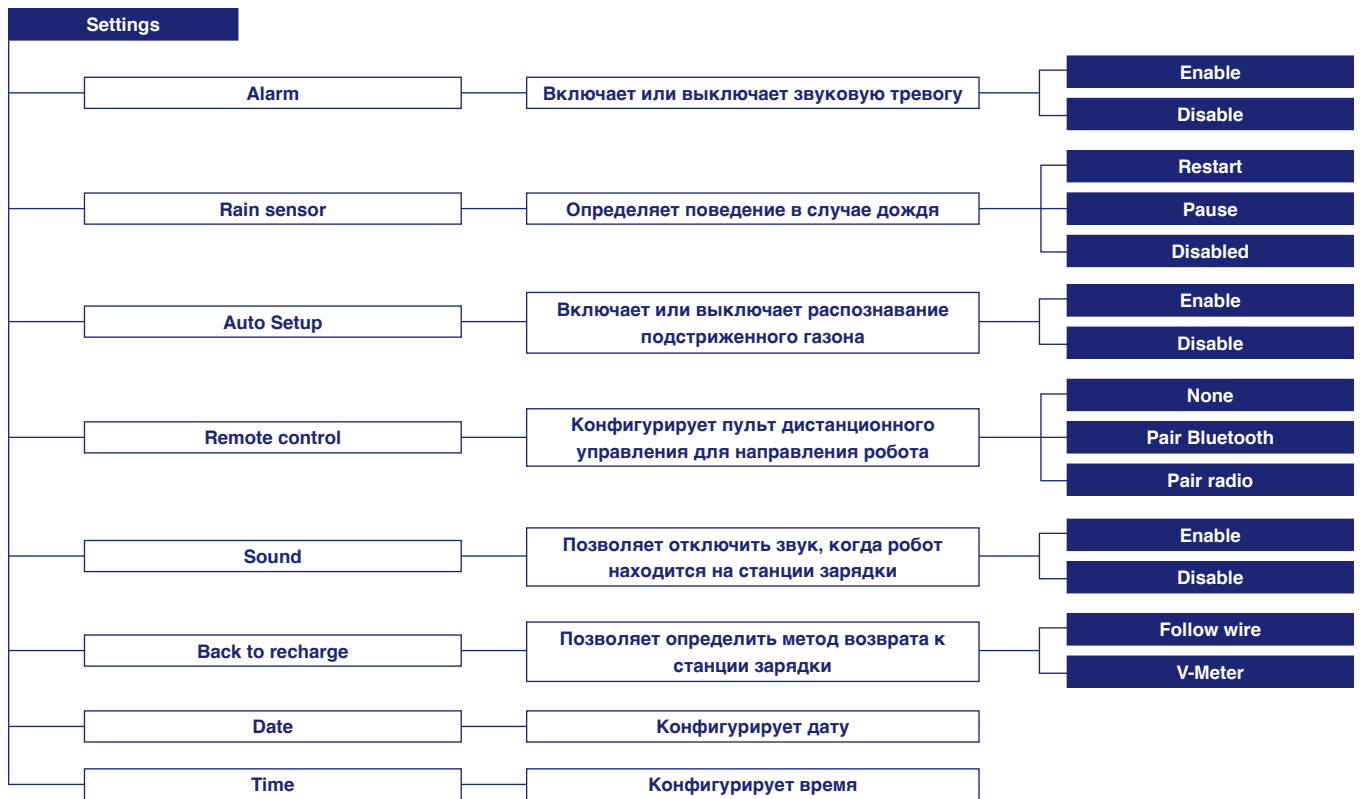 Settings
Alarm
Включает или выключает звуковую тревогу
Enable
Disable
Rain sensor
Определяет поведение в случае дождя
Restart
Pause
Disabled
Auto Setup
Включает или выключает распознавание
подстриженного газона
Enable
Disable
Remote control
Конфигурирует пульт дистанционного
управления для направления робота
None
Pair Bluetooth
Pair radio
Sound
Позволяет отключить звук, когда робот
находится на станции зарядки
Enable
Disable
Back to recharge
Позволяет определить метод возврата к
станции зарядки
Follow wire
V-Meter
Date
Конфигурирует дату
Time
Конфигурирует время